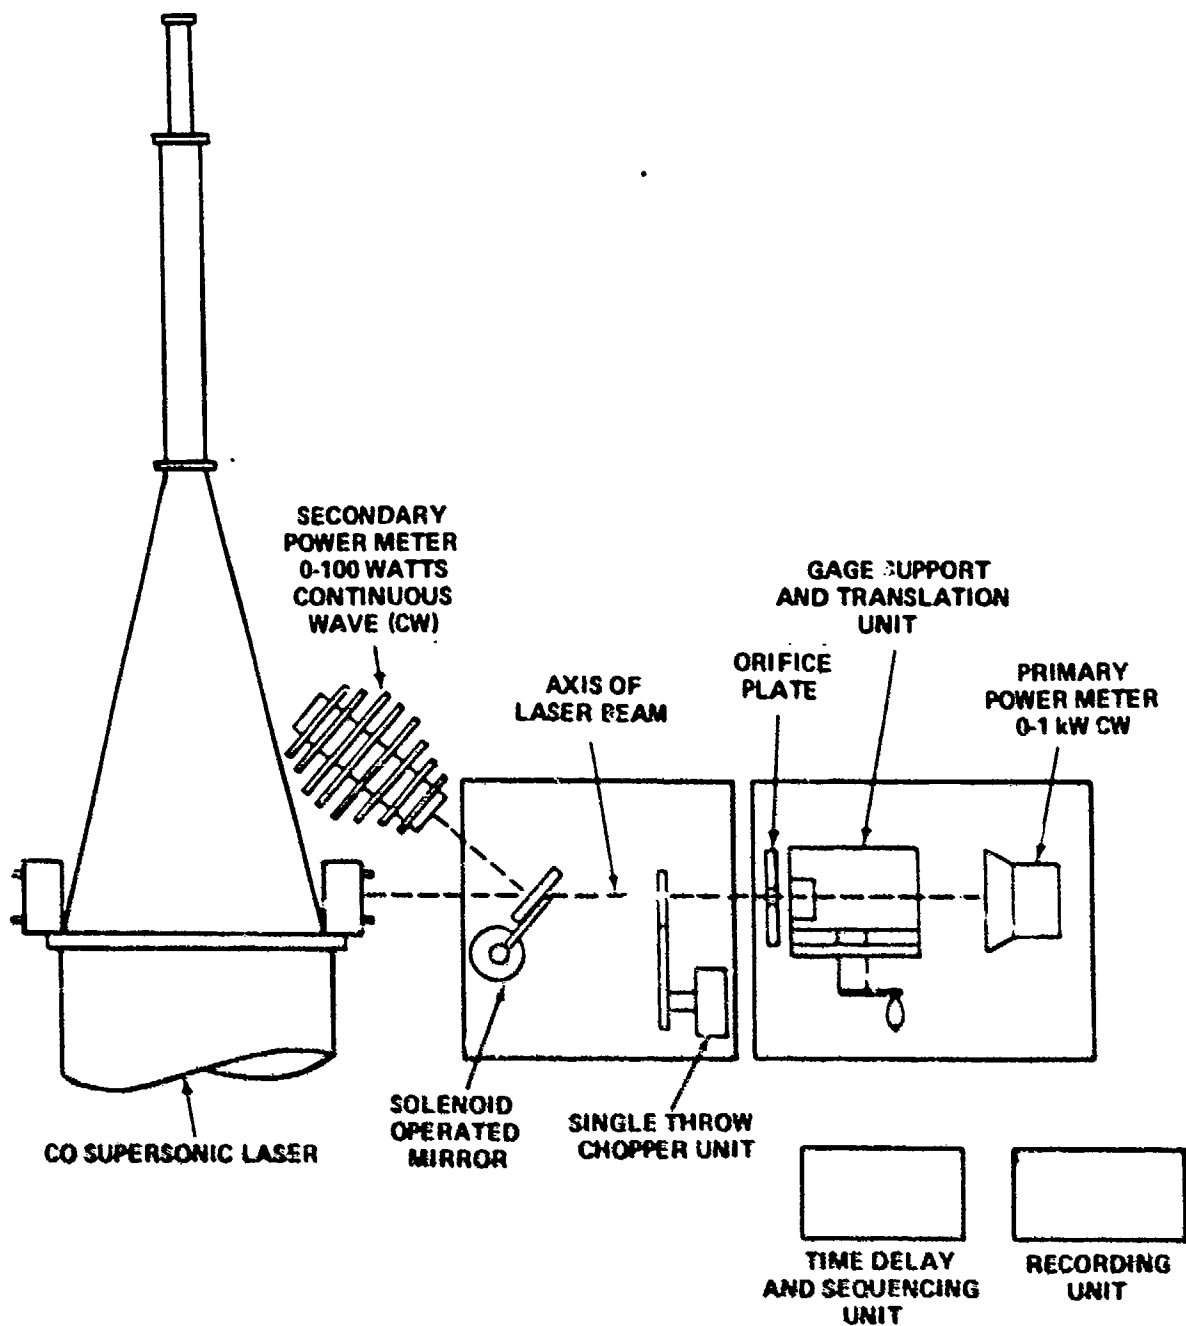 SECONDARY
POWER METER
0-100 WATTS
CONTINUOUS
WAVE (CW)
AXIS OF
LASER BEAM
ORIFICE
PLATE
GAGE SUPPORT
AND TRANSLATION
UNIT
PRIMARY
POWER METER
0-1 kW CW
CO SUPERSONIC LASER
SOLENOID
OPERATED
MIRROR
SINGLE THROW
CHOPPER UNIT
TIME DELAY
AND SEQUENCING
UNIT
RECORDING
UNIT